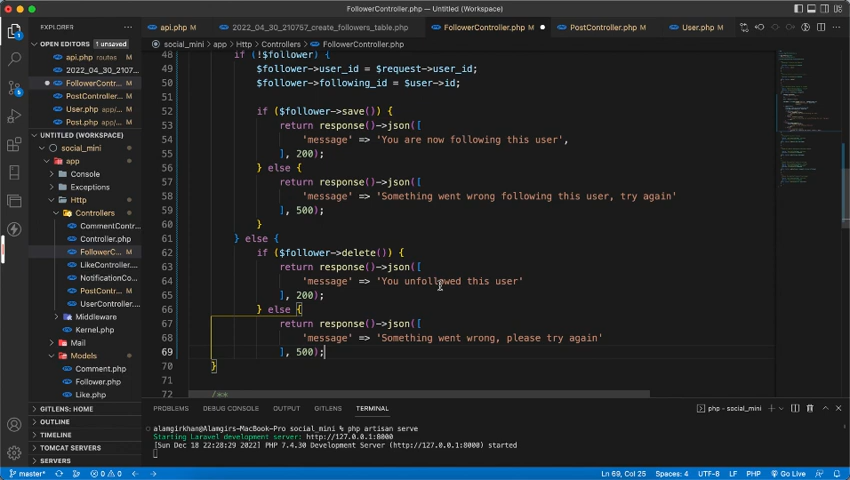 FollowerController.php — Untitled (Workspace)
api.php M
2022_04_30_210757_create_followers_table.php
FollowerController.php M
PostController.php M
User.php M
EXPLORER
social_mini > app > Http > Controllers > FollowerController.php
OPEN EDITORS 1 unsaved
api.php routes M
2022_04_30_2107...
FollowerContr... M
PostController... M
User.php M
Post.php M
UNTITLED (WORKSPACE)
social_mini
app
Console
Exceptions
Http
Controllers
CommentContr...
Controller.php
FollowerC... M
LikeController....
NotificationCo...
PostContr... M
UserController....
Middleware
Kernel.php
Mail
Models
Comment.php
Follower.php
Like.php
GITLENS: HOME
OUTLINE
TIMELINE
TOMCAT SERVERS
SERVERS
48 if (!$follower) {
49 $follower->user_id = $request->user_id;
50 $follower->following_id = $user->id;
51
52 if ($follower->save()) {
53 return response()->json([
54 'message' => 'You are now following this user',
55 ], 200);
56 } else {
57 return response()->json([
58 'message' => 'Something went wrong following this user, try again'
59 ], 500);
60 }
61 } else {
62 if ($follower->delete()) {
63 return response()->json([
64 'message' => 'You unfollowed this user'
65 ], 200);
66 } else {
67 return response()->json([
68 'message' => 'Something went wrong, please try again'
69 ], 500);
70 }
71
72 /**
PROBLEMS DEBUG CONSOLE OUTPUT GITLENS TERMINAL
php - social_mini
alamgirkhan@Alamgirs-MacBook-Pro social_mini % php artisan serve
Starting Laravel development server: http://127.0.0.1:8000
[Sun Dec 18 22:28:29 2022] PHP 7.4.30 Development Server (http://127.0.0.1:8000) started
master* 0 0 Ln 69, Col 25 Spaces: 4 UTF-8 LF PHP Go Live